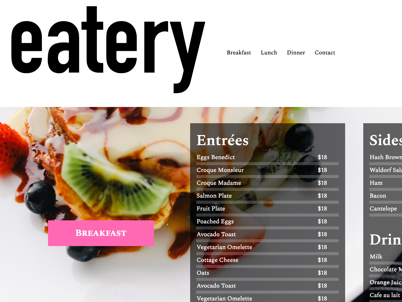 eatery
Breakfast Lunch Dinner Contact
Breakfast
Entrées
Eggs Benedict $18
Croque Monsieur $18
Croque Madame $18
Salmon Plate $18
Fruit Plate $18
Poached Eggs $18
Avocado Toast $18
Vegetarian Omelette $18
Cottage Cheese $18
Oats $18
Avocado Toast $18
Vegetarian Omelette $18
Sides
Hash Brown
Waldorf Sal
Ham
Bacon
Cantelope
Drin
Milk
Chocolate M
Orange Juic
Cafe au lait